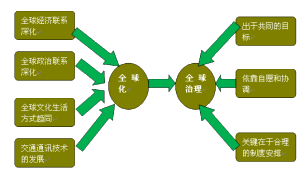 全球经济联系
深化
全球政治联系
深化
全球文化生活
方式趋同
交通通讯技术
的发展
全 球
化
全 球
治理
出于共同的目
标
依靠自愿和协
调
关键在于合理
的制度安排